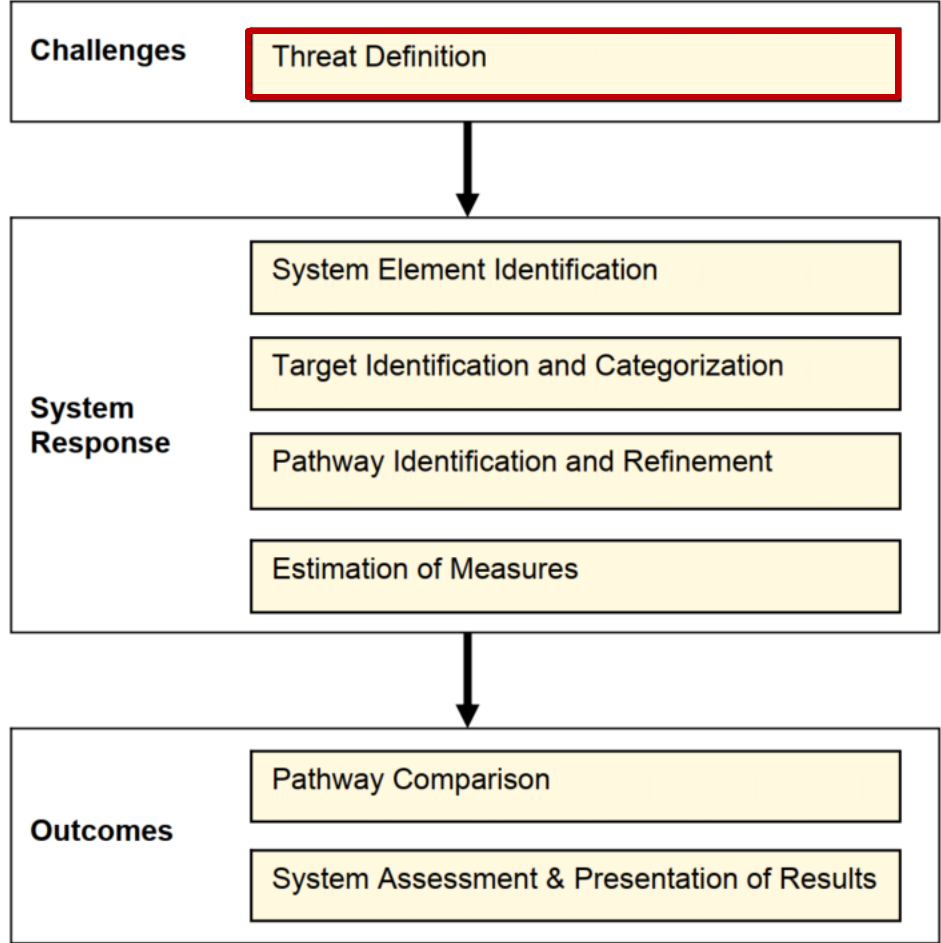 Challenges
Threat Definition
System Element Identification
Target Identification and Categorization
System
Response
Pathway Identification and Refinement
Estimation of Measures
Pathway Comparison
Outcomes
System Assessment & Presentation of Results